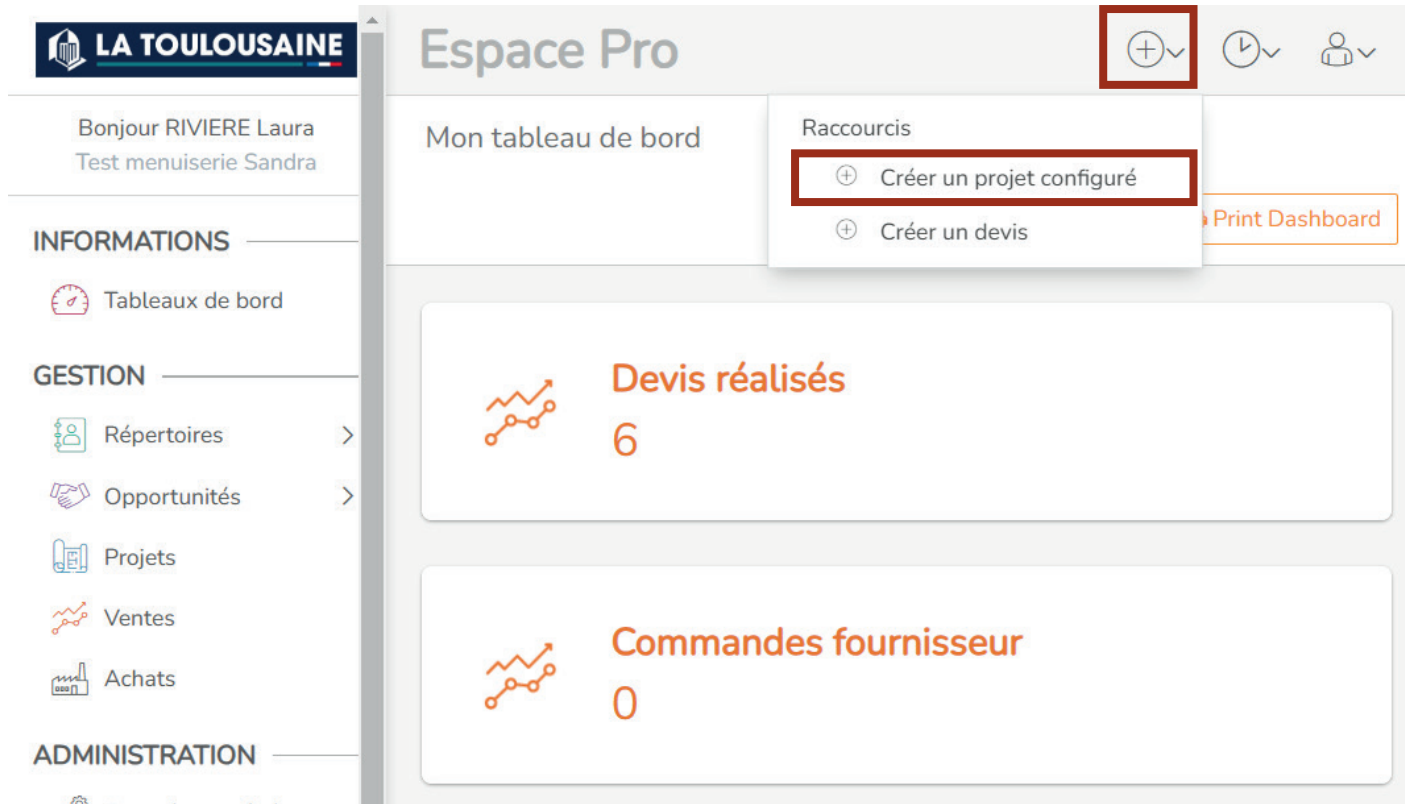 LA TOULOUSAINE
Espace Pro
Bonjour RIVIERE Laura
Test menuiserie Sandra
Mon tableau de bord
Raccourcis
Créer un projet configuré
Créer un devis
Print Dashboard
INFORMATIONS
Tableaux de bord
GESTION
Répertoires
Opportunités
Projets
Ventes
Achats
ADMINISTRATION
Devis réalisés
6
Commandes fournisseur
0